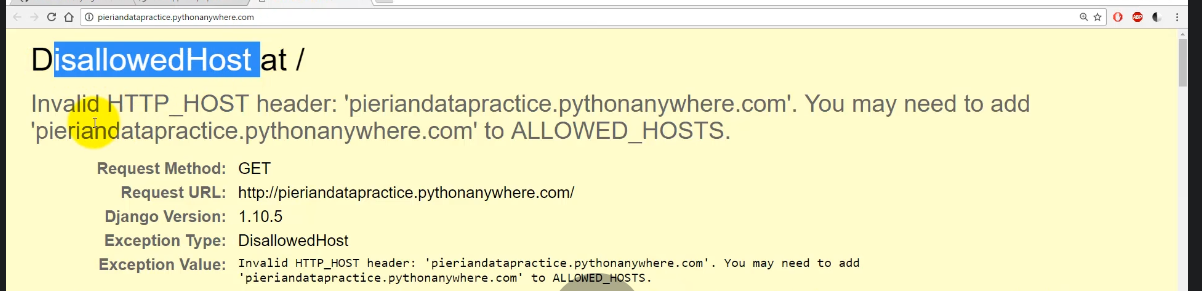 pieriandatapractice.pythonanywhere.com
ABP
DisallowedHost at /
Invalid HTTP_HOST header: 'pieriandatapractice.pythonanywhere.com'. You may need to add
'pieriandatapractice.pythonanywhere.com' to ALLOWED_HOSTS.
Request Method: GET
Request URL: http://pieriandatapractice.pythonanywhere.com/
Django Version: 1.10.5
Exception Type: DisallowedHost
Exception Value: Invalid HTTP_HOST header: 'pieriandatapractice.pythonanywhere.com'. You may need to add
'pieriandatapractice.pythonanywhere.com' to ALLOWED_HOSTS.